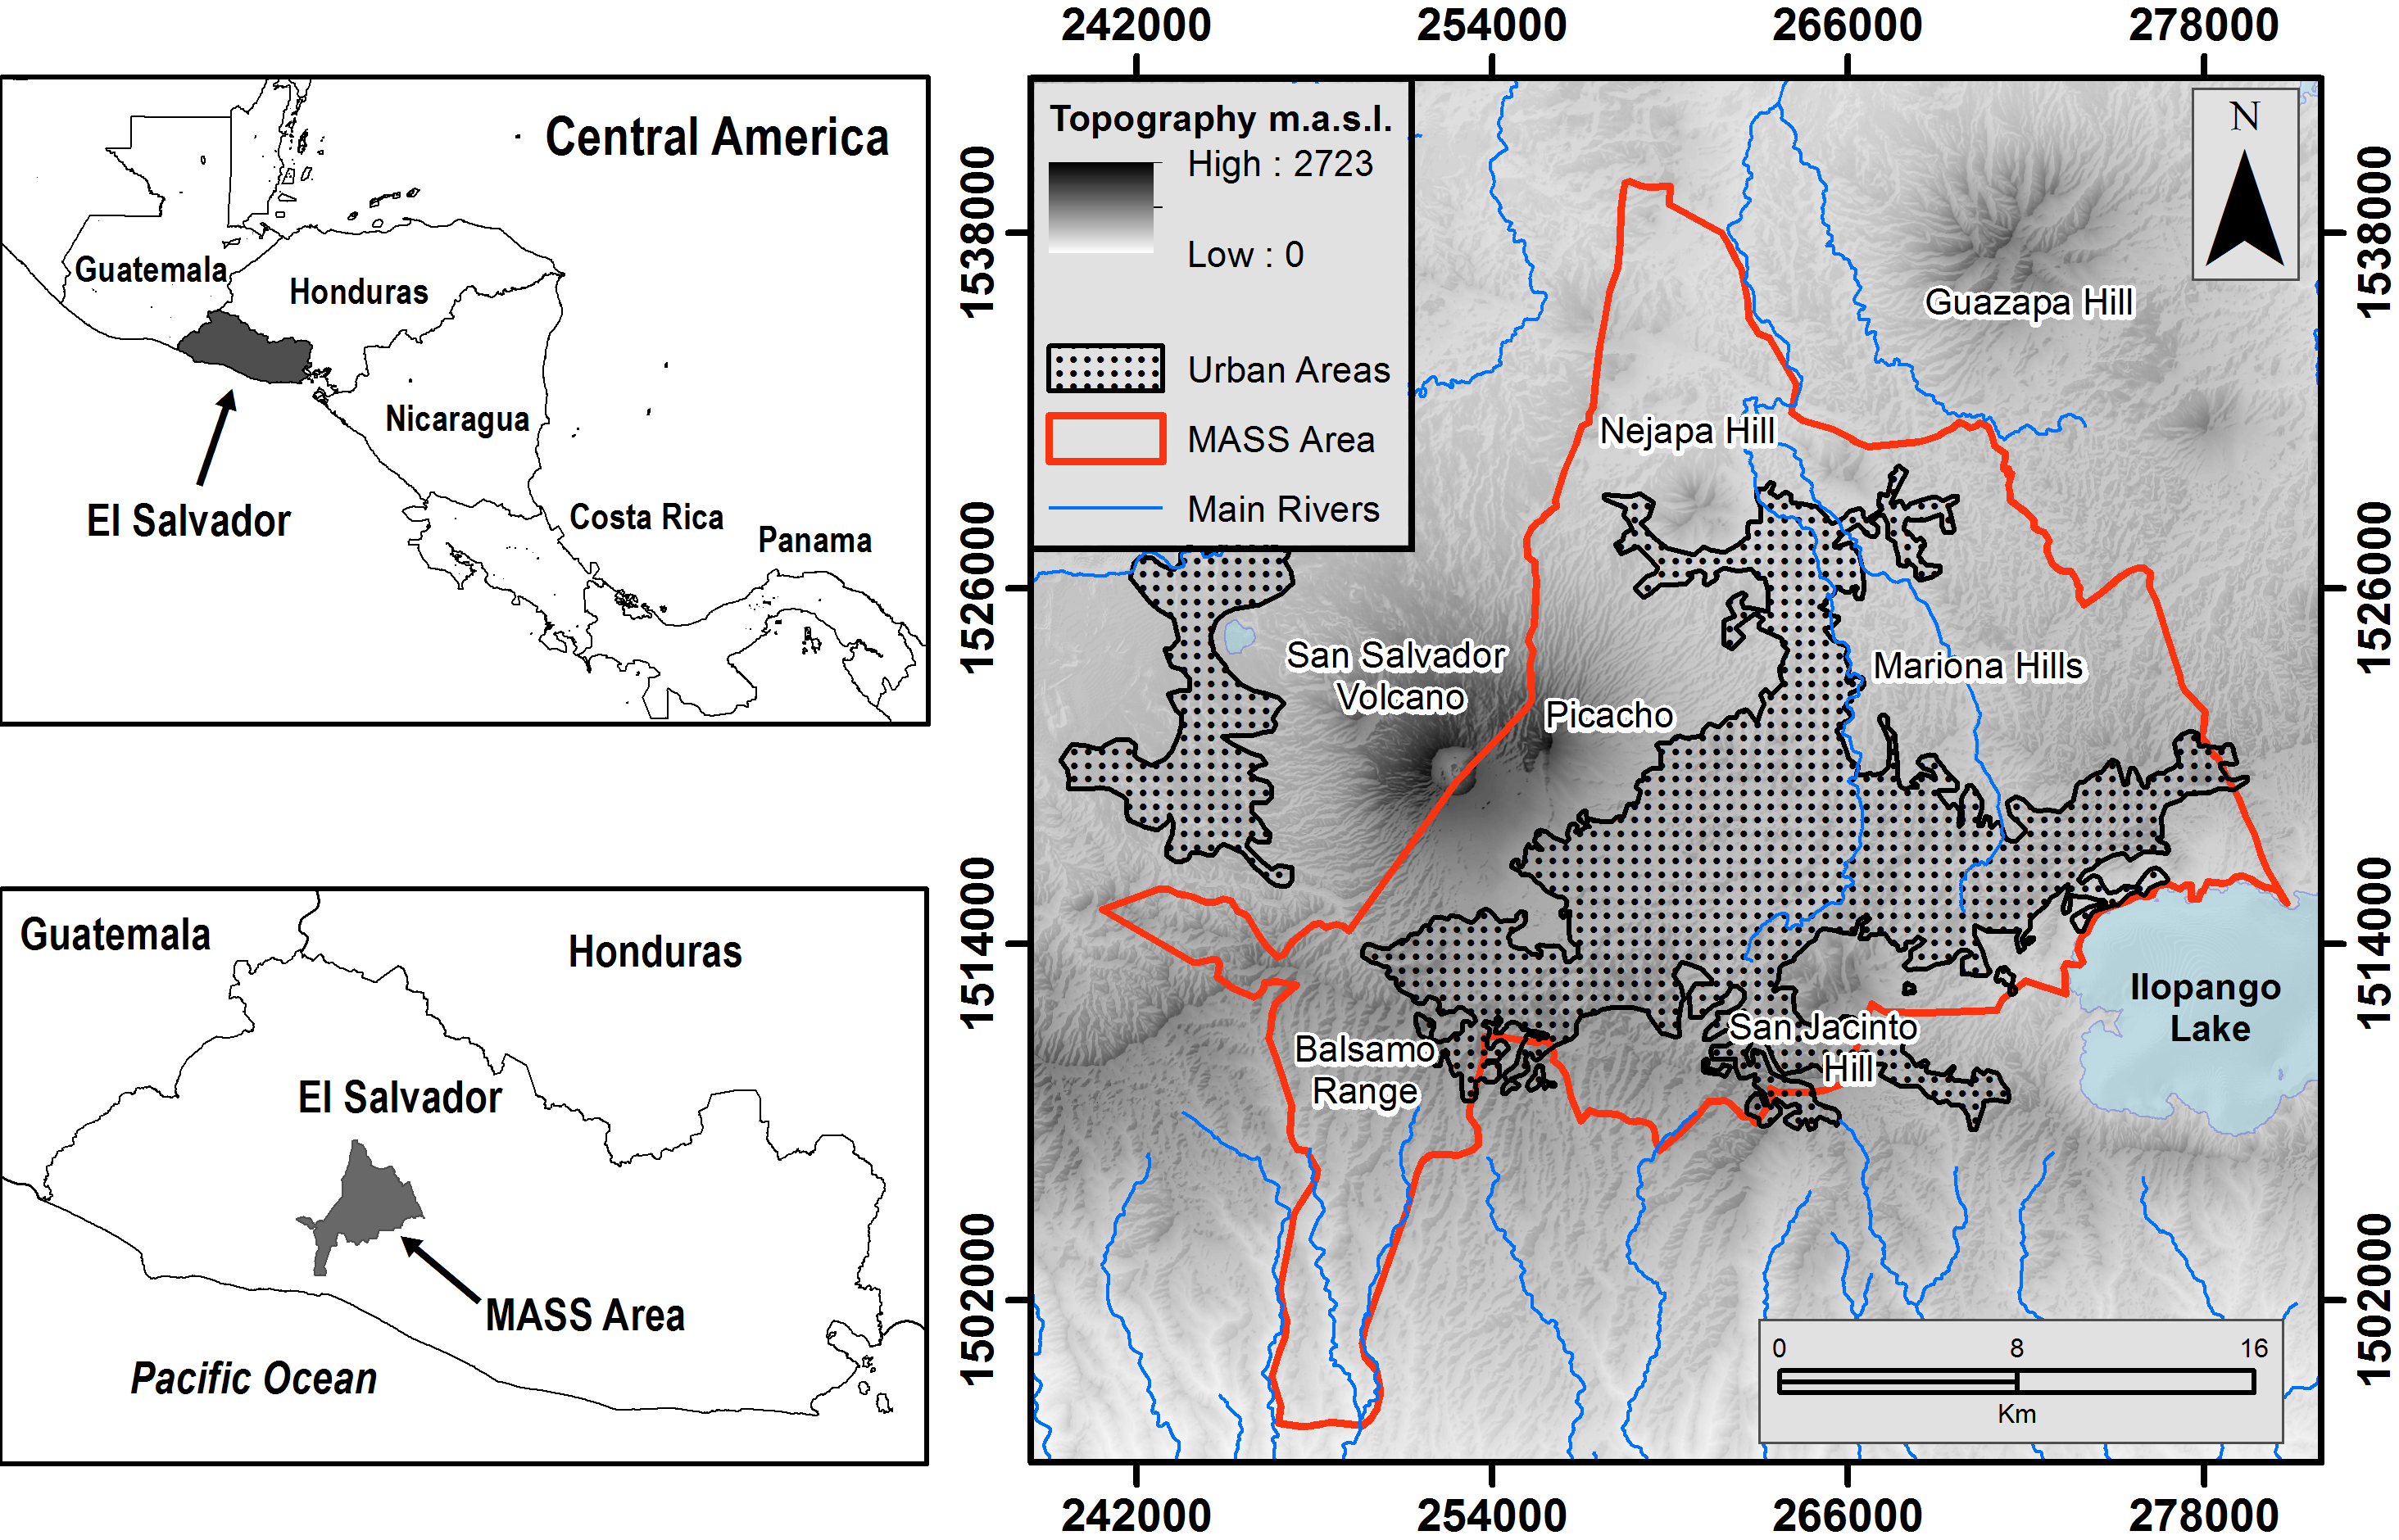 Central America
Guatemala
Honduras
Nicaragua
El Salvador
Costa Rica
Panama
Guatemala
Honduras
El Salvador
MASS Area
Pacific Ocean
242000
254000
266000
278000
Topography m.a.s.l.
High : 2723
Low : 0
Urban Areas
MASS Area
Main Rivers
N
1538000
1526000
1514000
1502000
1538000
1526000
1514000
1502000
Guazapa Hill
Nejapa Hill
San Salvador
Volcano
Mariona Hills
Picacho
Ilopango
Lake
San Jacinto
Hill
Balsamo
Range
0
8
16
Km
242000
254000
266000
278000